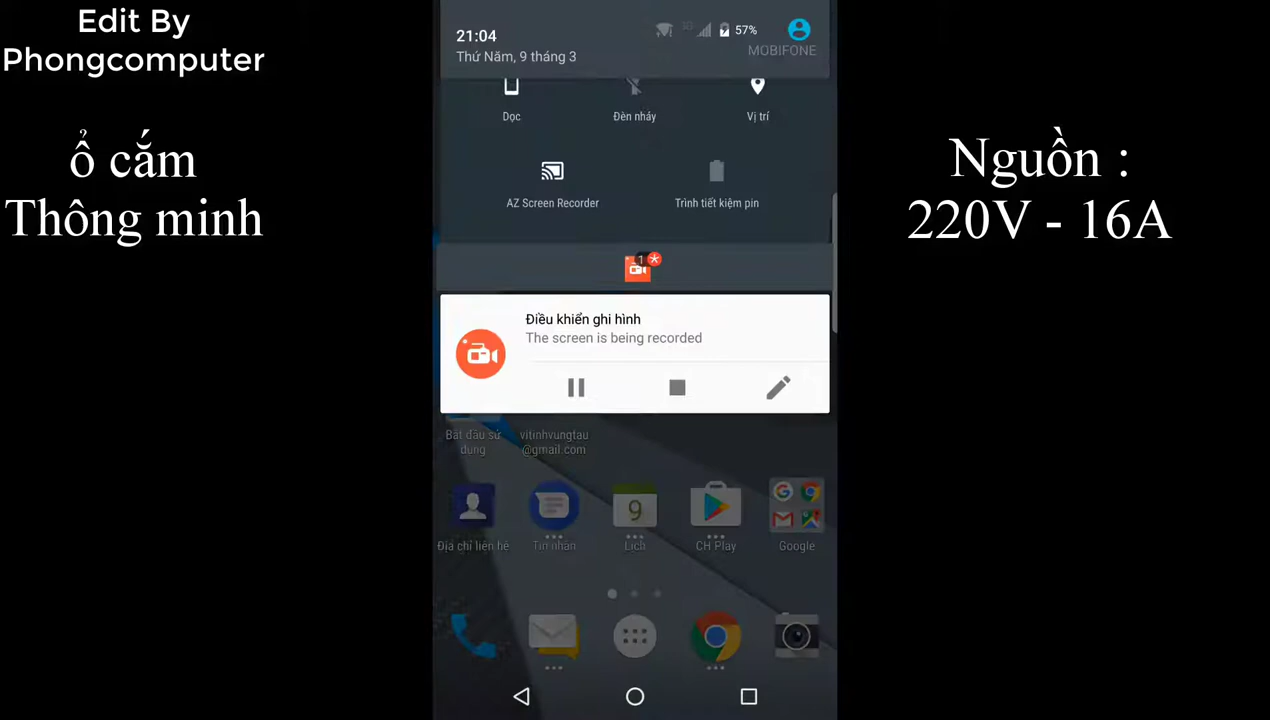 Edit By
Phongcomputer
ổ cắm
Thông minh
Nguồn :
220V - 16A
21:04
57%
Thứ Năm, 9 tháng 3
MOBIFONE
Dọc
Đèn nháy
Vị trí
AZ Screen Recorder
Trình tiết kiệm pin
1
Điều khiển ghi hình
The screen is being recorded
Bắt đầu sử
dụng
vitinhvungtau
@gmail.com
9
Địa chỉ liên hệ
Tin nhắn
Lịch
CH Play
Google